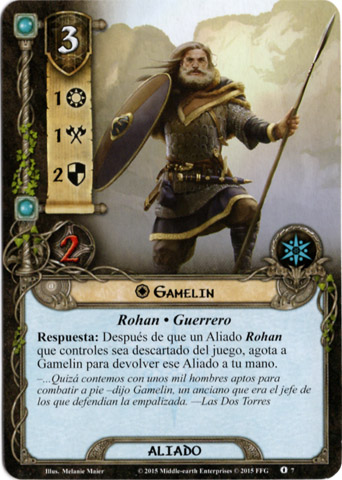 3
1
1
2
2
GAMELIN
Rohan • Guerrero
Respuesta: Después de que un Aliado Rohan
que controles sea descartado del juego, agota a
Gamelin para devolver ese Aliado a tu mano.
–...Quizá contemos con unos mil hombres aptos para
combatir a pie –dijo Gamelin, un anciano que era el jefe de
los que defendían la empalizada. —Las Dos Torres
ALIADO
Illus. Melanie Maier © 2015 Middle-earth Enterprises © 2015 FFG 7